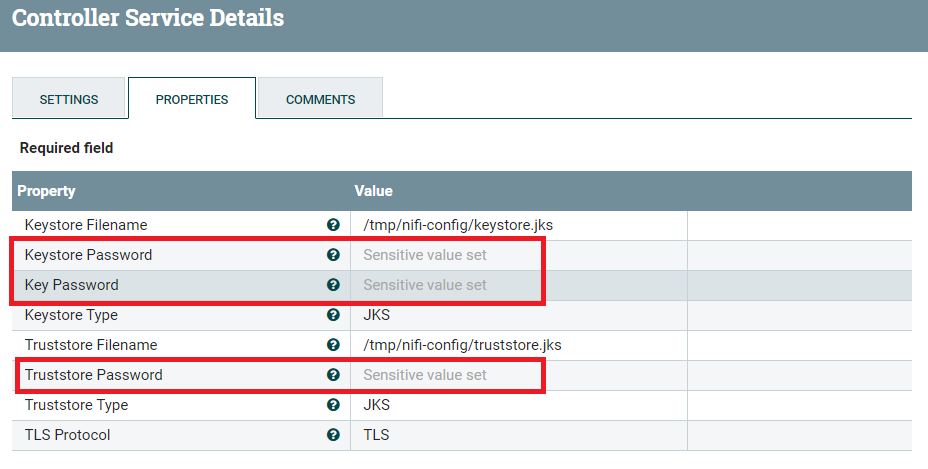 Controller Service Details
SETTINGS PROPERTIES COMMENTS
Required field
Property Value
Keystore Filename ? /tmp/nifi-config/keystore.jks
Keystore Password ? Sensitive value set
Key Password ? Sensitive value set
Keystore Type ? JKS
Truststore Filename ? /tmp/nifi-config/truststore.jks
Truststore Password ? Sensitive value set
Truststore Type ? JKS
TLS Protocol ? TLS